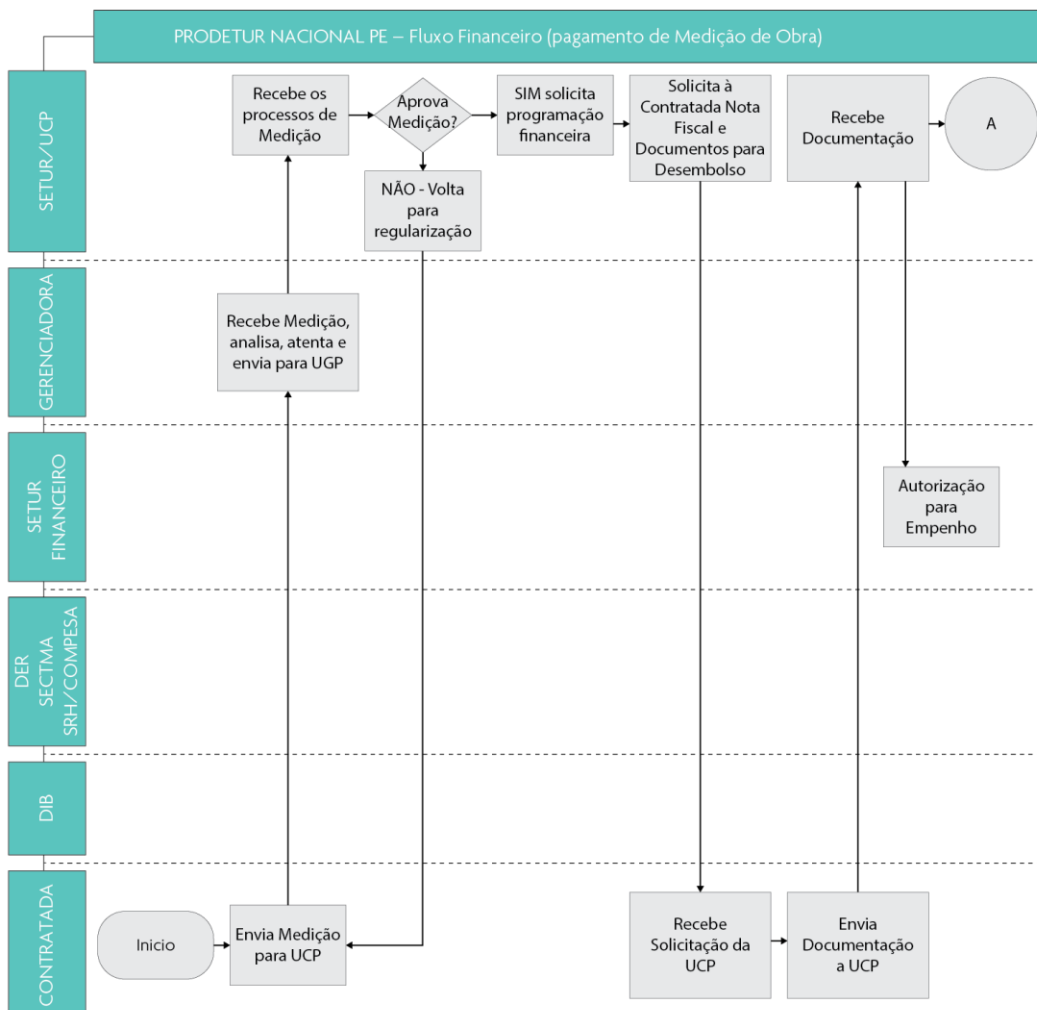 PRODETUR NACIONAL PE – Fluxo Financeiro (pagamento de Medição de Obra)
SETUR/UCP
Recebe os
processos de
Medição
Aprova
Medição?
SIM solicita
programação
financeira
Solicita à
Contratada Nota
Fiscal e
Documentos para
Desembolso
Recebe
Documentação
A
NÃO - Volta
para
regularização
GERENCIADORA
Recebe Medição,
analisa, atenta e
envia para UGP
SETUR
FINANCEIRO
Autorização
para
Empenho
DER
SECTMA
SRH/COMPESA
DIB
CONTRATADA
Inicio
Envia Medição
para UCP
Recebe
Solicitação da
UCP
Envia
Documentação
a UCP